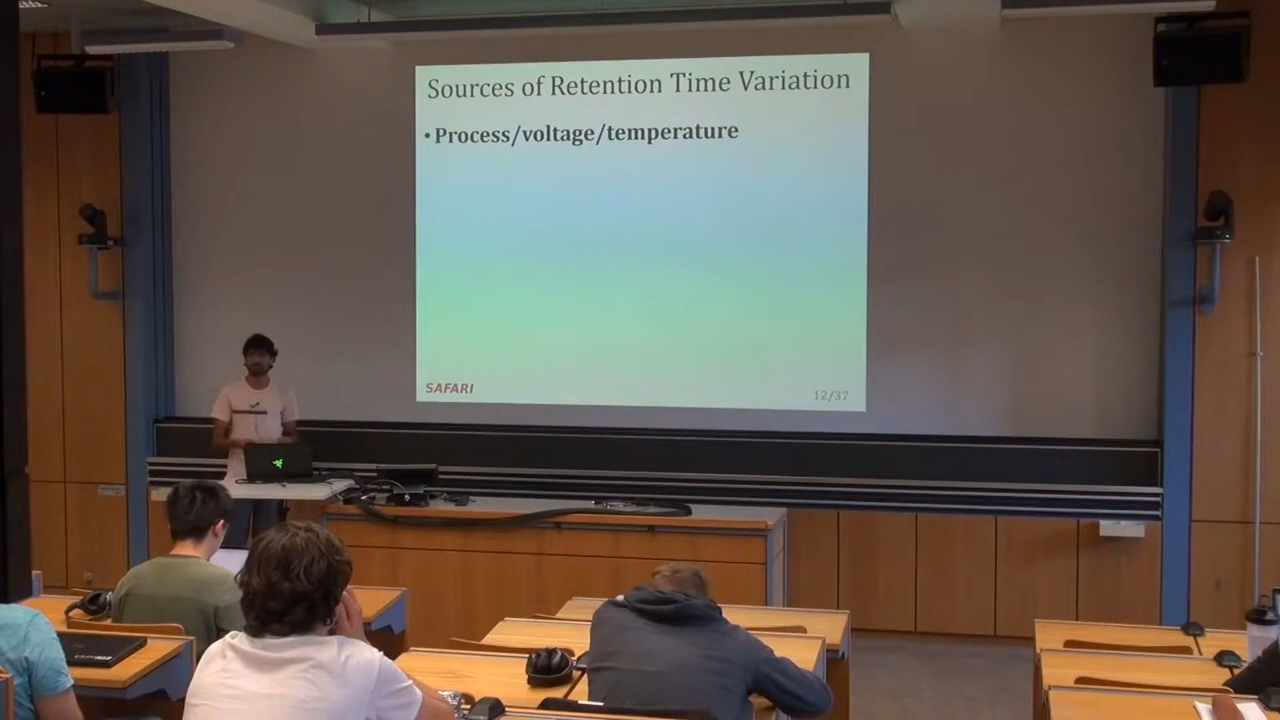 Sources of Retention Time Variation
• Process/voltage/temperature
SAFARI
12/37